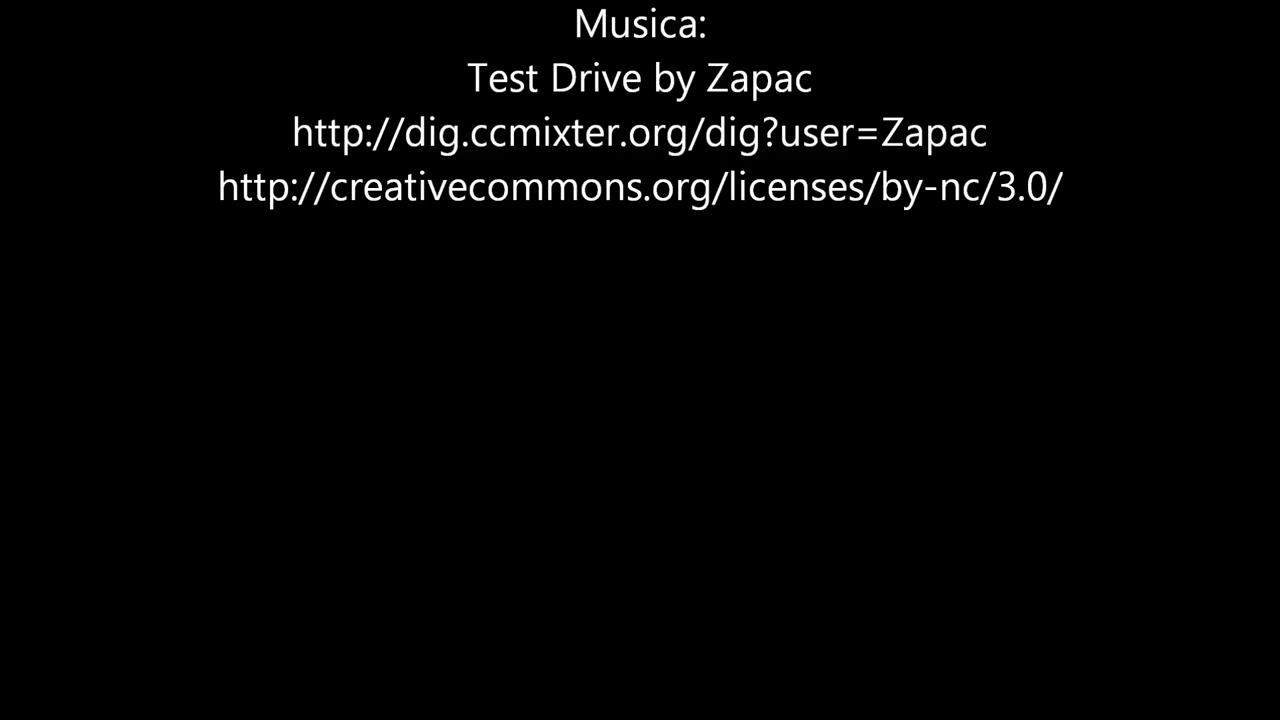 Musica:
Test Drive by Zapac
http://dig.ccmixter.org/dig?user=Zapac
http://creativecommons.org/licenses/by-nc/3.0/